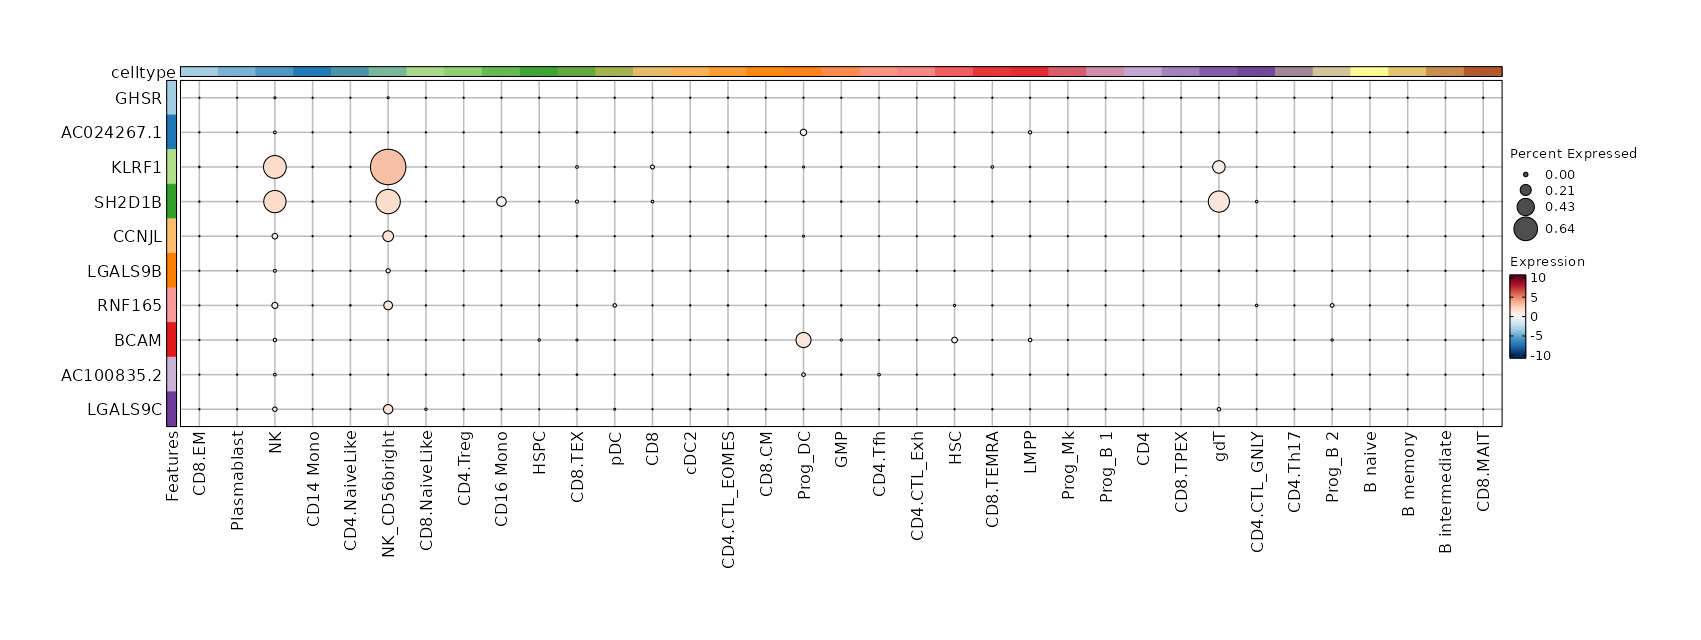 celltype
GHSR
AC024267.1
KLRF1
SH2D1B
CCNJL
LGALS9B
RNF165
BCAM
AC100835.2
LGALS9C
Features
CD8.EM
Plasmablast
NK
CD14 Mono
CD4.NaiveLike
NK_CD56bright
CD8.NaiveLike
CD4.Treg
CD16 Mono
HSPC
CD8.TEX
pDC
CD8
cDC2
CD4.CTL_EOMES
CD8.CM
Prog_DC
GMP
CD4.Tfh
CD4.CTL_Exh
HSC
CD8.TEMRA
LMPP
Prog_Mk
Prog_B 1
CD4
CD8.TPEX
gdT
CD4.CTL_GNLY
CD4.Th17
Prog_B 2
B naive
B memory
B intermediate
CD8.MAIT
Percent Expressed
0.00
0.21
0.43
0.64
Expression
10
5
0
-5
-10